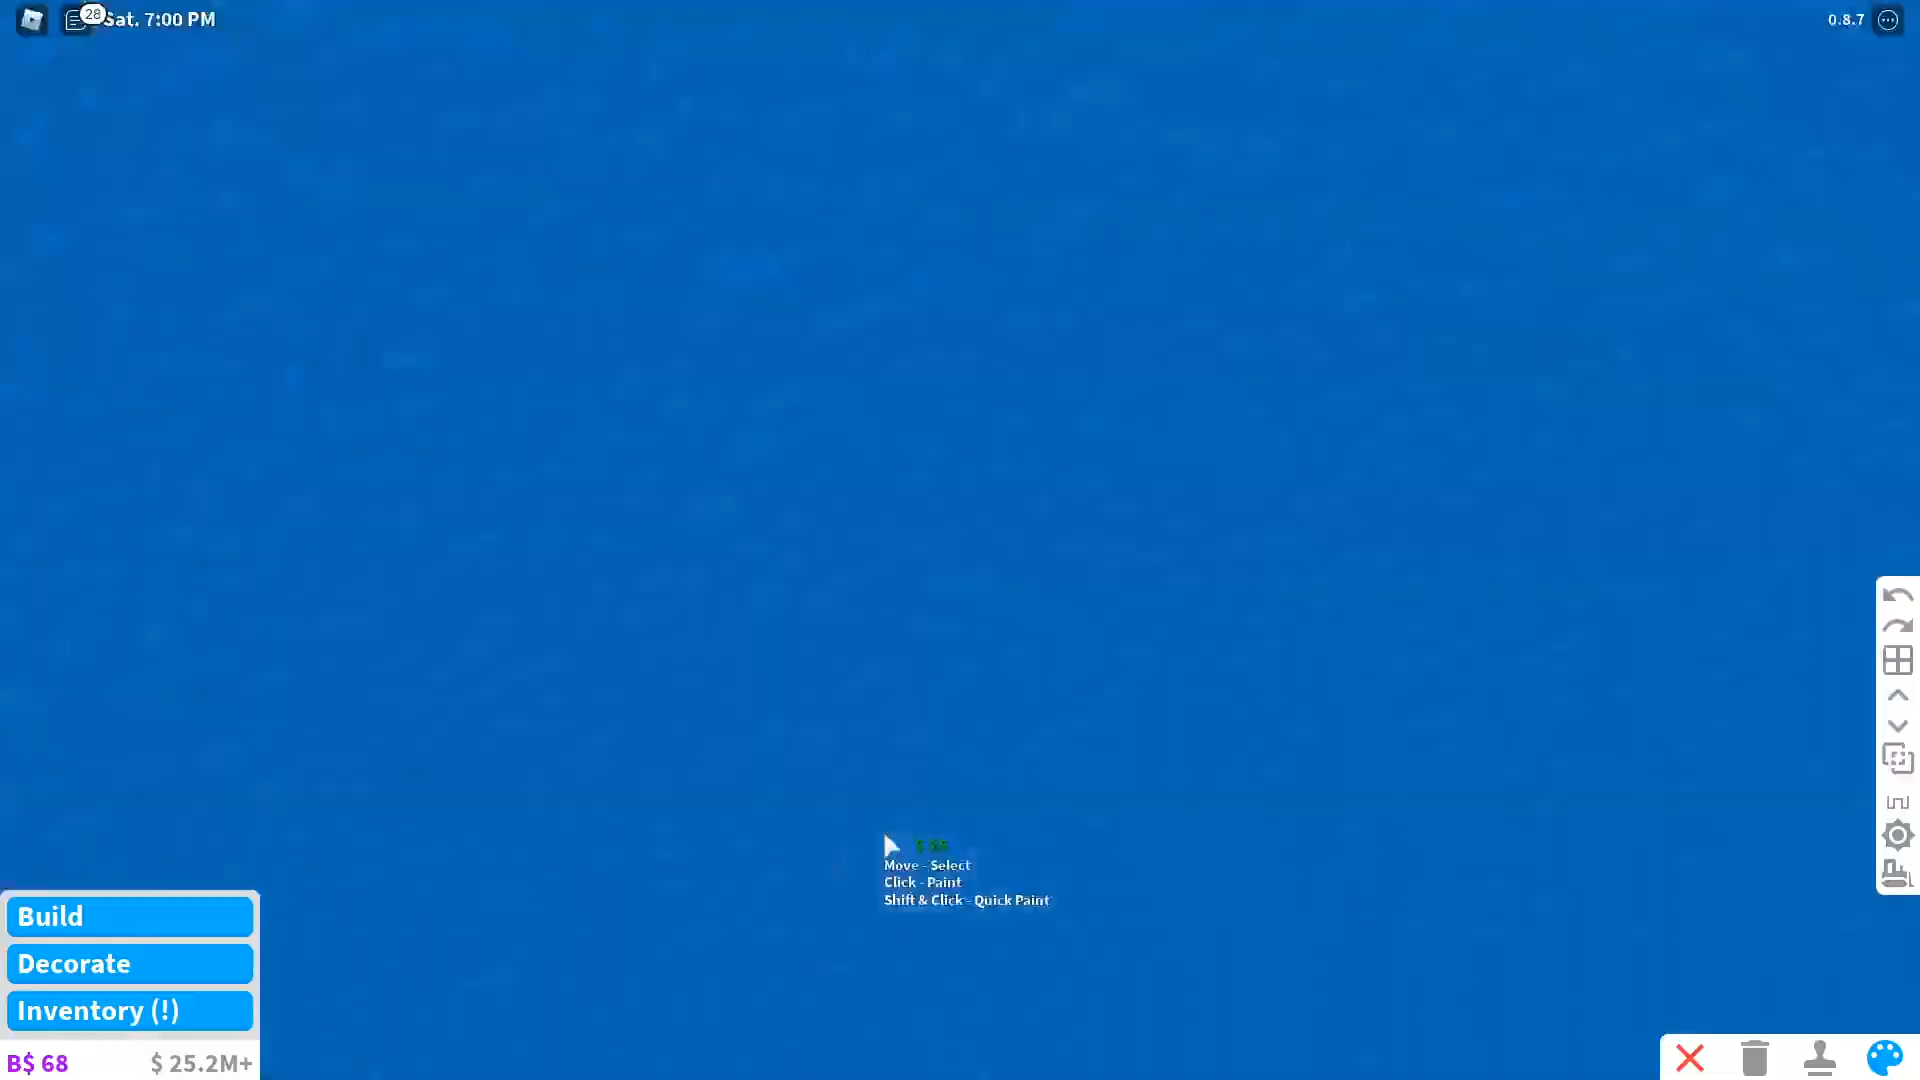 28
Sat. 7:00 PM
0.8.7
Move - Select
Click - Paint
Shift & Click - Quick Paint
Build
Decorate
Inventory (!)
B$ 68
$ 25.2M+